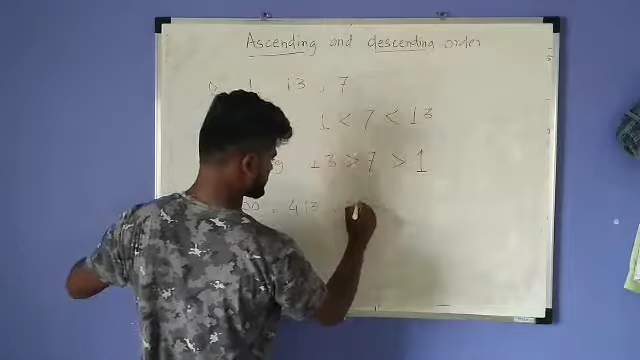 Ascending and descending order
1, 13, 7
1 < 7 < 13
13 > 7 > 1
413,